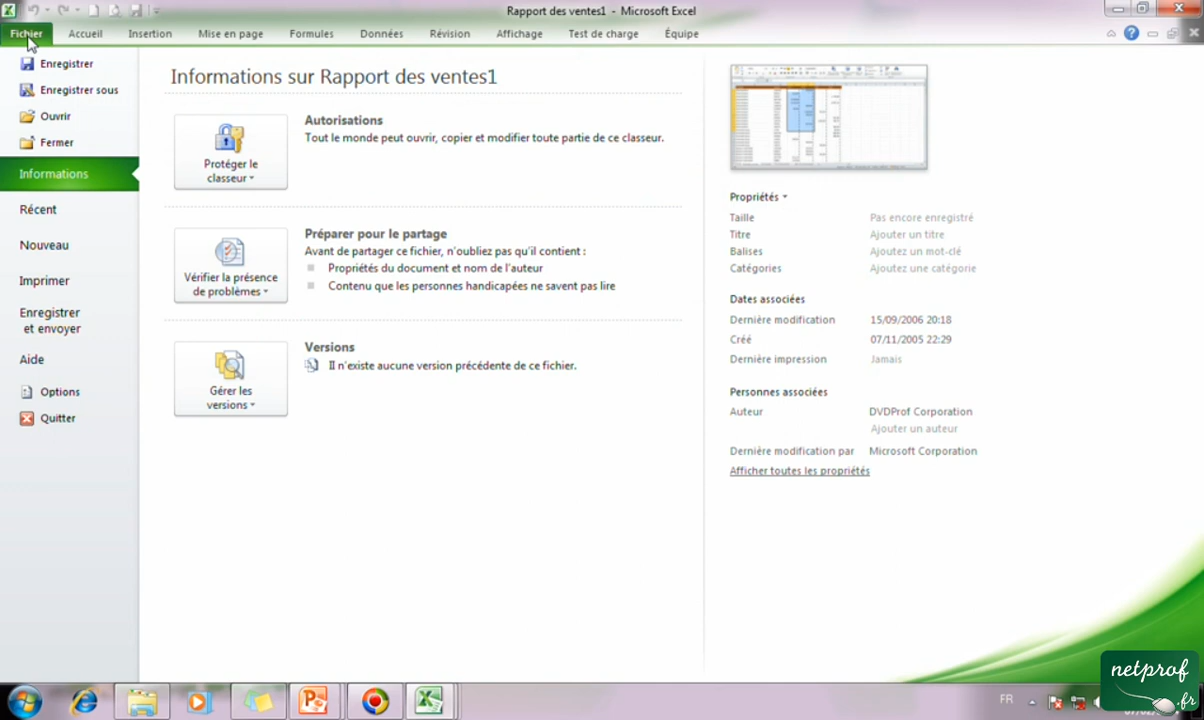 Rapport des ventes1 - Microsoft Excel
Fichier Accueil Insertion Mise en page Formules Données Révision Affichage Test de charge Équipe
Enregistrer
Enregistrer sous
Ouvrir
Fermer
Informations
Récent
Nouveau
Imprimer
Enregistrer
et envoyer
Aide
Options
Quitter
Informations sur Rapport des ventes1
Protéger le
classeur
Autorisations
Tout le monde peut ouvrir, copier et modifier toute partie de ce classeur.
Vérifier la présence
de problèmes
Préparer pour le partage
Avant de partager ce fichier, n'oubliez pas qu'il contient :
Propriétés du document et nom de l'auteur
Contenu que les personnes handicapées ne savent pas lire
Gérer les
versions
Versions
Il n'existe aucune version précédente de ce fichier.
Propriétés
Taille Pas encore enregistré
Titre Ajouter un titre
Balises Ajoutez un mot-clé
Catégories Ajoutez une catégorie
Dates associées
Dernière modification 15/09/2006 20:18
Créé 07/11/2005 22:29
Dernière impression Jamais
Personnes associées
Auteur DVDProf Corporation
Ajouter un auteur
Dernière modification par Microsoft Corporation
Afficher toutes les propriétés
FR
netprof
.fr